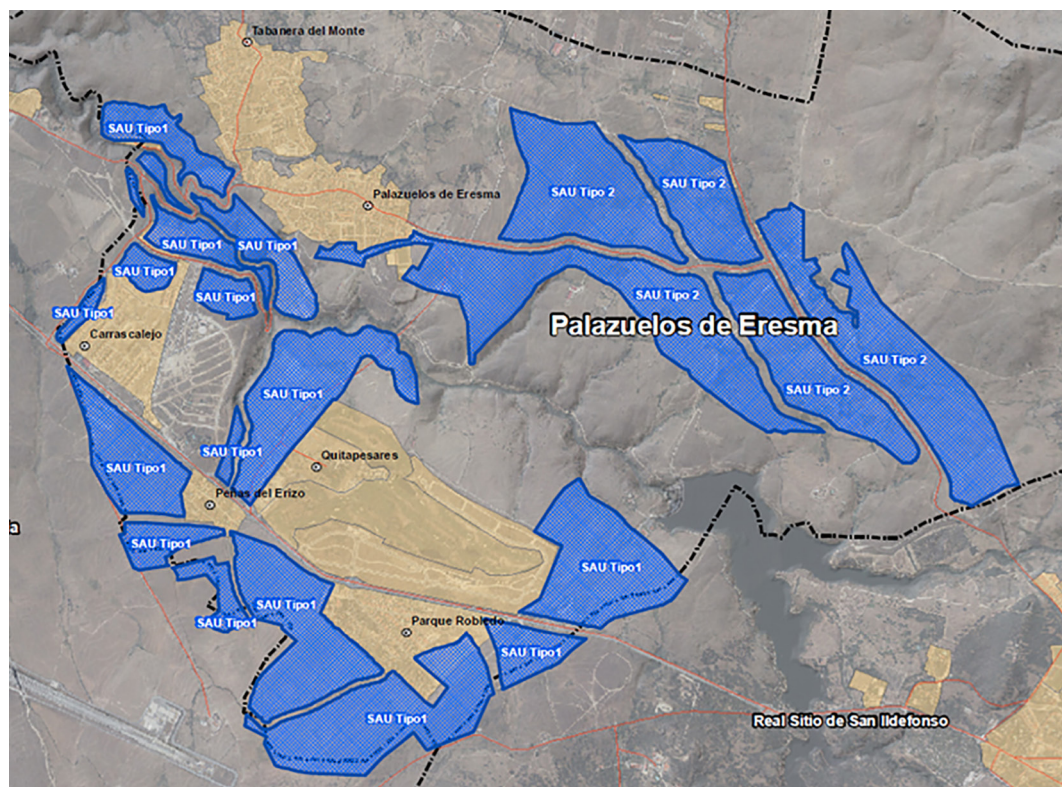 Tabanera del Monte
SAU Tipo1
SAU Tipo 2
SAU Tipo 2
Palazuelos de Eresma
SAU Tipo1
SAU Tipo1
SAU Tipo1
SAU Tipo1
SAU Tipo 2
SAU Tipo1
Palazuelos de Eresma
Carrascalejo
SAU Tipo 2
SAU Tipo 2
SAU Tipo1
SAU Tipo1
Quitapesares
SAU Tipo1
Peñas del Erizo
a
SAU Tipo1
SAU Tipo1
SAU Tipo1
SAU Tipo1
Parque Robledo
SAU Tipo1
SAU Tipo1
Real Sitio de San Ildefonso